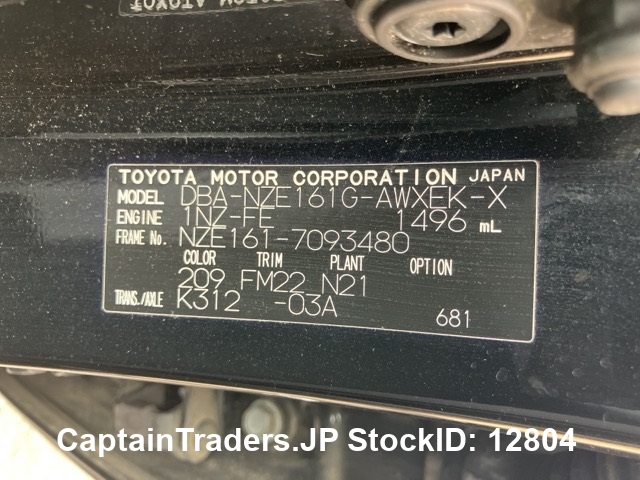 TOYOTA MOTOR CORPORATION JAPAN
MODEL DBA-NZE161G-AWXEK-X
ENGINE 1NZ-FE 1496 mL
FRAME No. NZE161-7093480
COLOR TRIM PLANT OPTION
209 FM22 N21
TRANS./AXLE K312 -03A
681
CaptainTraders.JP StockID: 12804